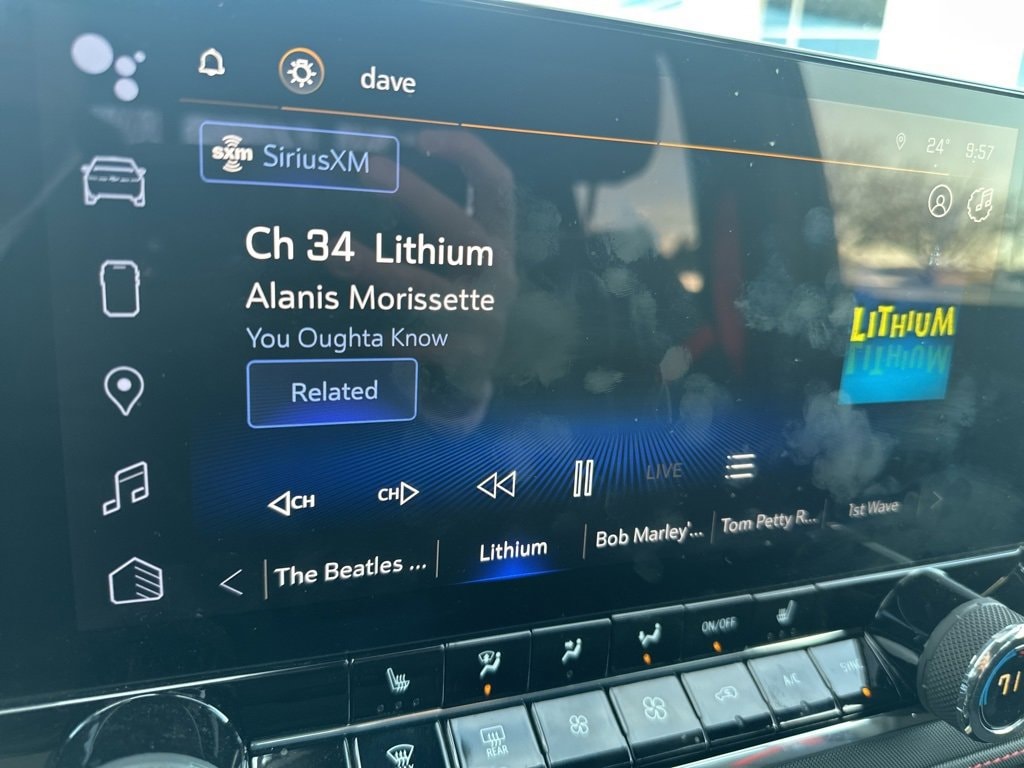 dave
24° 9:57
sxm SiriusXM
Ch 34 Lithium
Alanis Morissette
You Oughta Know
Related
LITHIUM
CH CH LIVE
The Beatles ... Lithium Bob Marley'... Tom Petty R... 1st Wave
ON/OFF
REAR A/C SYNC
71